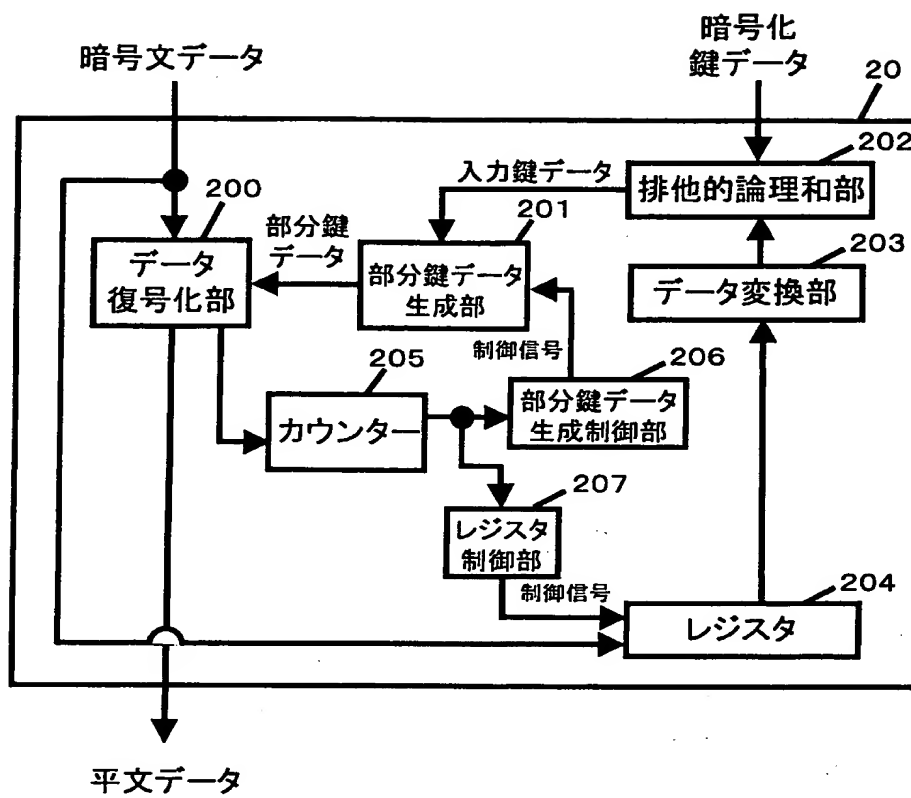 暗号文データ
暗号化
鍵データ
20
202
排他的論理和部
入力鍵データ
200
201
203
部分鍵
データ
データ
復号化部
部分鍵データ
生成部
データ変換部
制御信号
205
206
カウンター
部分鍵データ
生成制御部
207
レジスタ
制御部
制御信号
204
レジスタ
平文データ